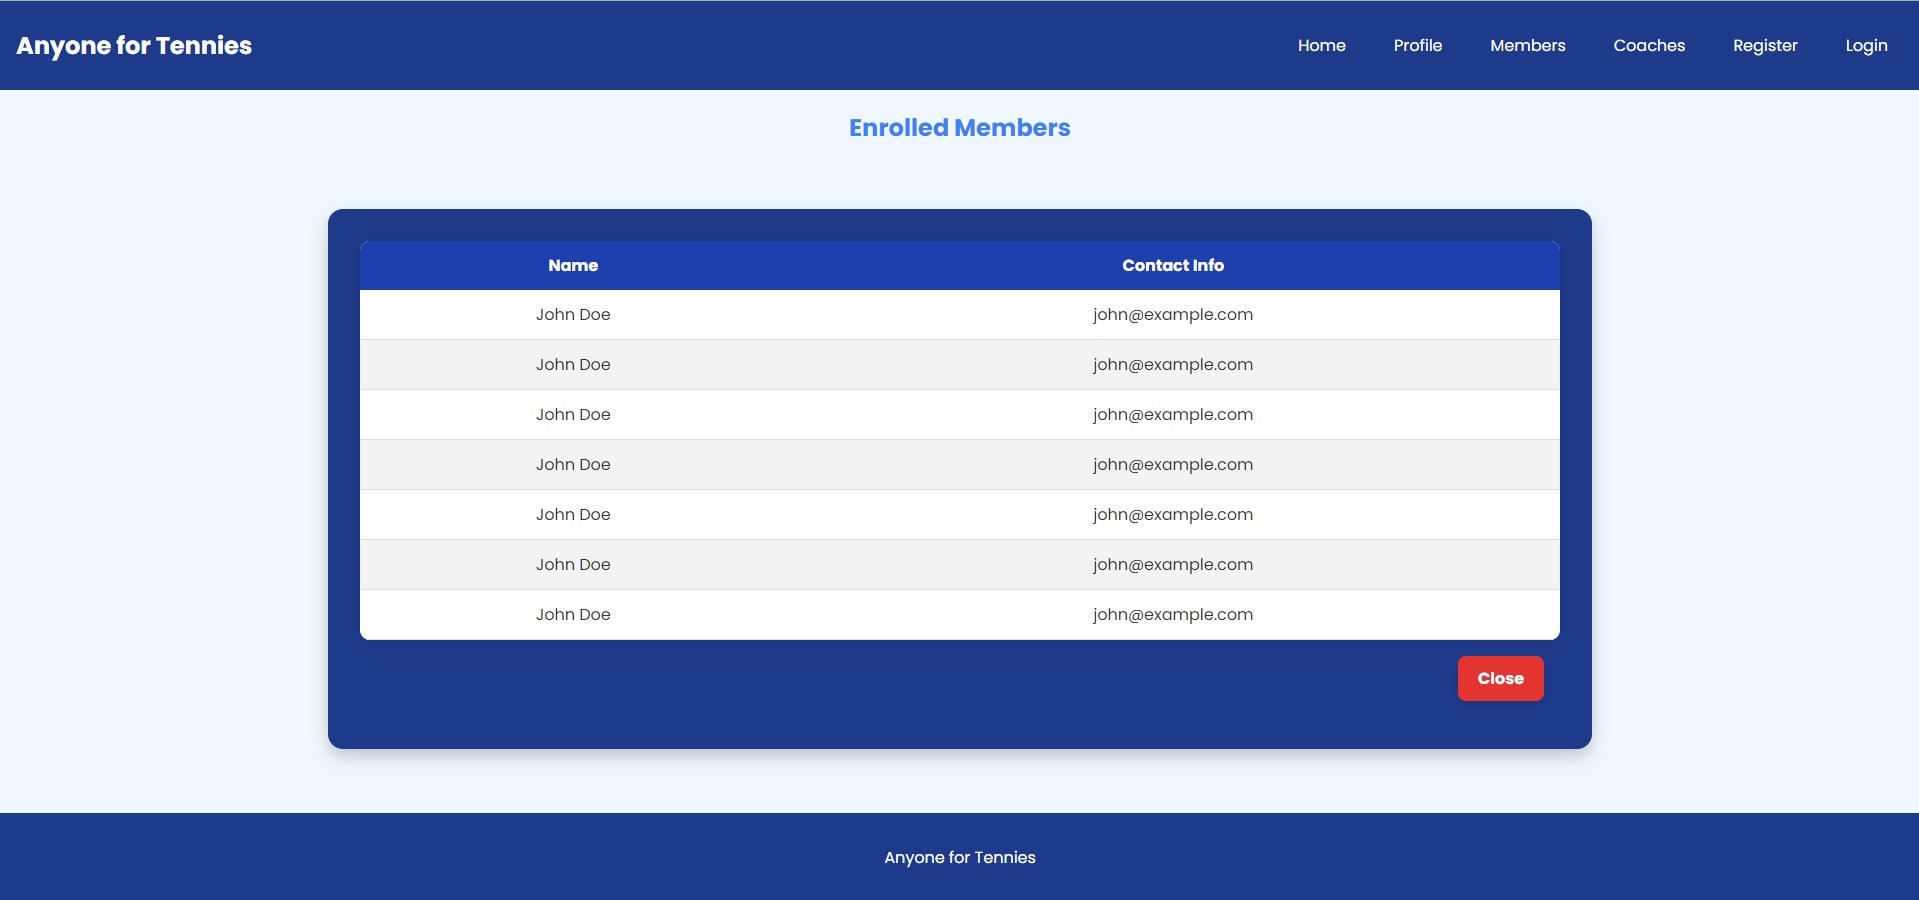 Anyone for Tennies
Home Profile Members Coaches Register Login
Enrolled Members
Name Contact Info
John Doe john@example.com
John Doe john@example.com
John Doe john@example.com
John Doe john@example.com
John Doe john@example.com
John Doe john@example.com
John Doe john@example.com
Close
Anyone for Tennies